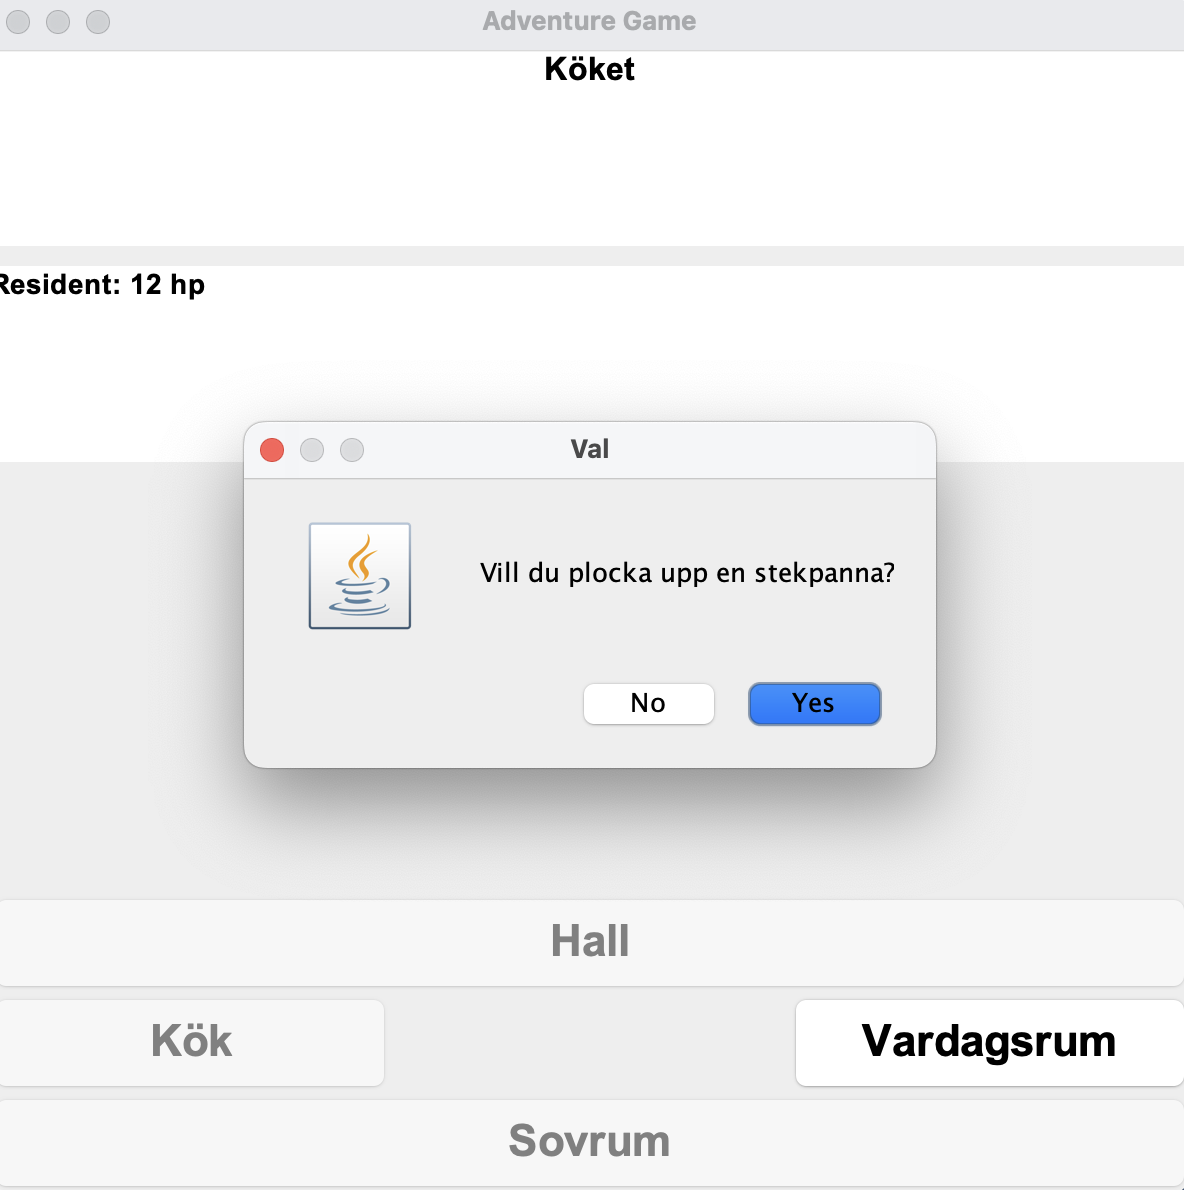 Adventure Game
Köket
Resident: 12 hp
Val
Vill du plocka upp en stekpanna?
No
Yes
Hall
Kök
Vardagsrum
Sovrum